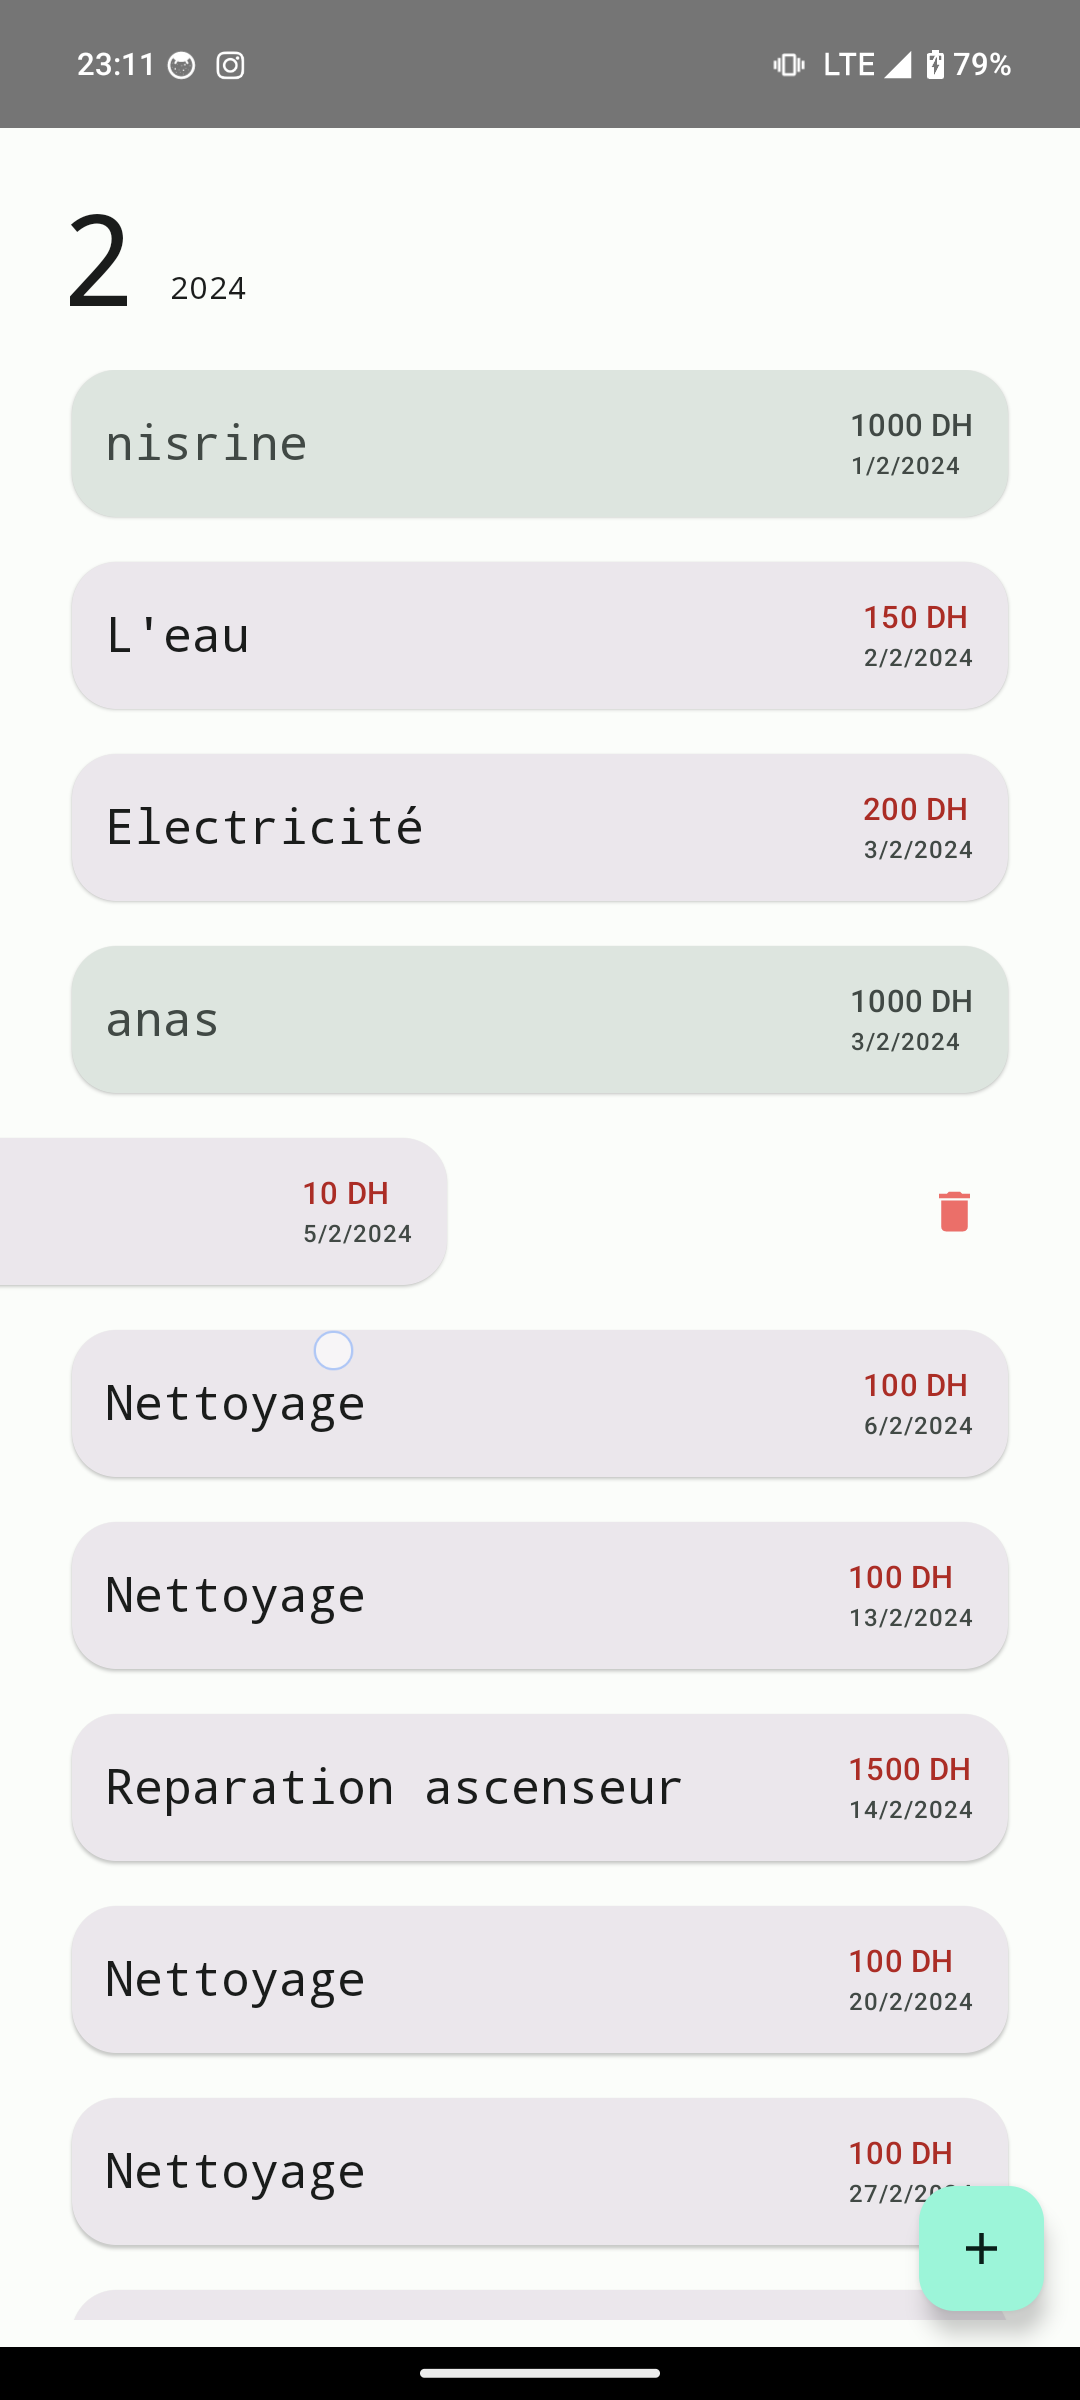 23:11 LTE 79%
2 2024
nisrine 1000 DH
1/2/2024
L'eau 150 DH
2/2/2024
Electricité 200 DH
3/2/2024
anas 1000 DH
3/2/2024
10 DH
5/2/2024
Nettoyage 100 DH
6/2/2024
Nettoyage 100 DH
13/2/2024
Reparation ascenseur 1500 DH
14/2/2024
Nettoyage 100 DH
20/2/2024
Nettoyage 100 DH
27/2/2024
+